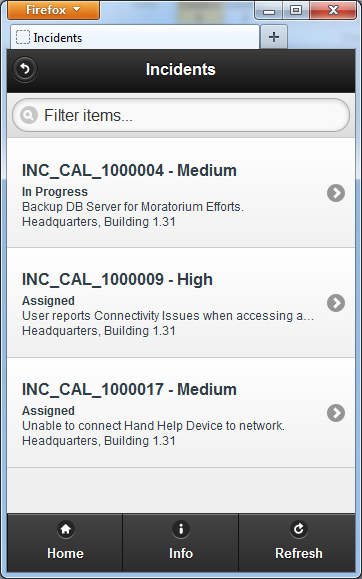 Firefox
Incidents
Incidents
Filter items...
INC_CAL_1000004 - Medium
In Progress
Backup DB Server for Moratorium Efforts.
Headquarters, Building 1.31
INC_CAL_1000009 - High
Assigned
User reports Connectivity Issues when accessing a...
Headquarters, Building 1.31
INC_CAL_1000017 - Medium
Assigned
Unable to connect Hand Help Device to network.
Headquarters, Building 1.31
Home Info Refresh